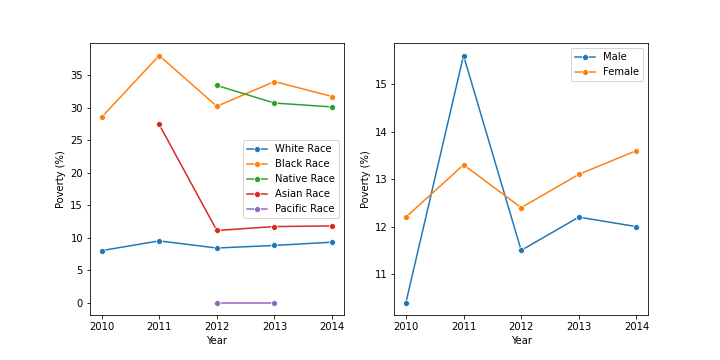 35
30
25
20
15
10
5
0
Poverty (%)
White Race
Black Race
Native Race
Asian Race
Pacific Race
2010 2011 2012 2013 2014
Year
15
14
13
12
11
Poverty (%)
Male
Female
2010 2011 2012 2013 2014
Year